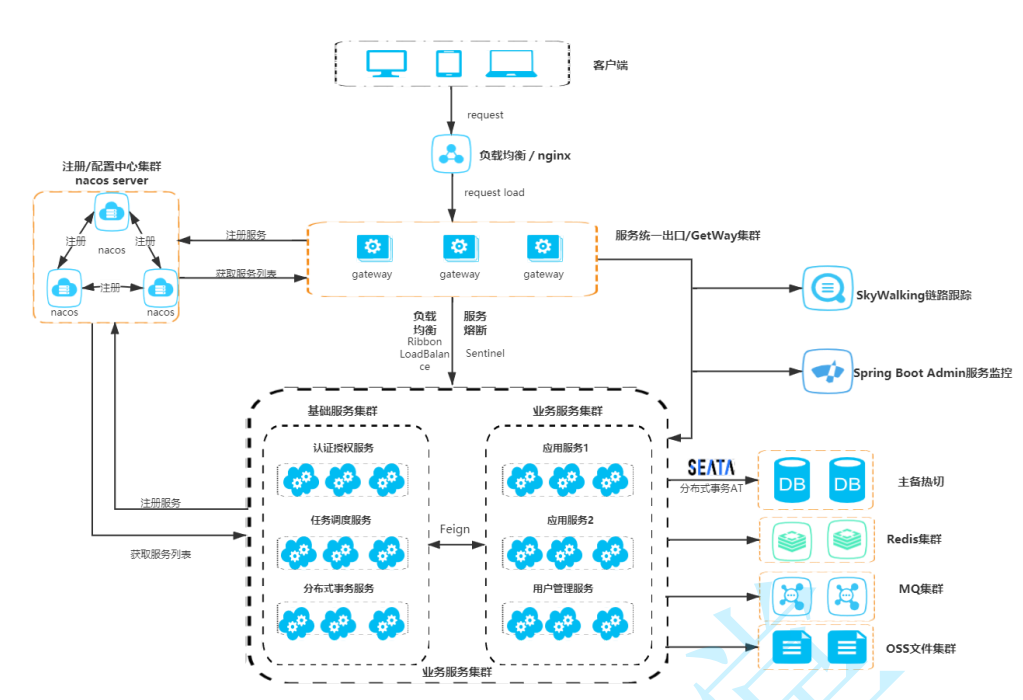 客户端
request
负载均衡 / nginx
request load
注册/配置中心集群
nacos server
注册
注册
nacos
注册
nacos
nacos
注册服务
获取服务列表
gateway
gateway
gateway
服务统一出口/GetWay集群
SkyWalking链路跟踪
Spring Boot Admin服务监控
负载
均衡
Ribbon
LoadBalan
ce
服务
熔断
Sentinel
基础服务集群
业务服务集群
认证授权服务
应用服务1
任务调度服务
应用服务2
Feign
分布式事务服务
用户管理服务
业务服务集群
注册服务
获取服务列表
SEATA
分布式事务AT
DB
DB
主备热切
Redis集群
MQ集群
OSS文件集群